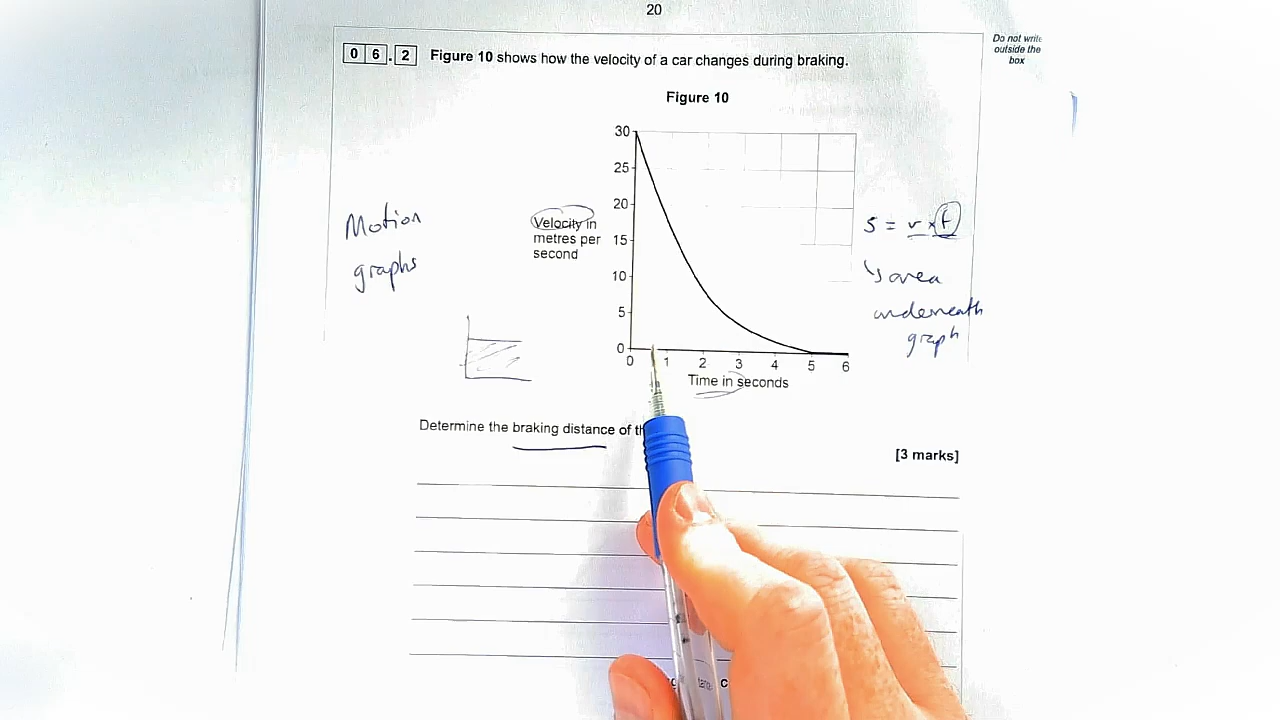 20
Do not write
outside the
box
0 6 . 2 Figure 10 shows how the velocity of a car changes during braking.
Figure 10
30
25
20
15
10
5
0
Velocity in
metres per
second
0 1 2 3 4 5 6
Time in seconds
Motion
graphs
s = v × t
↳ area
underneath
graph
Determine the braking distance of
[3 marks]